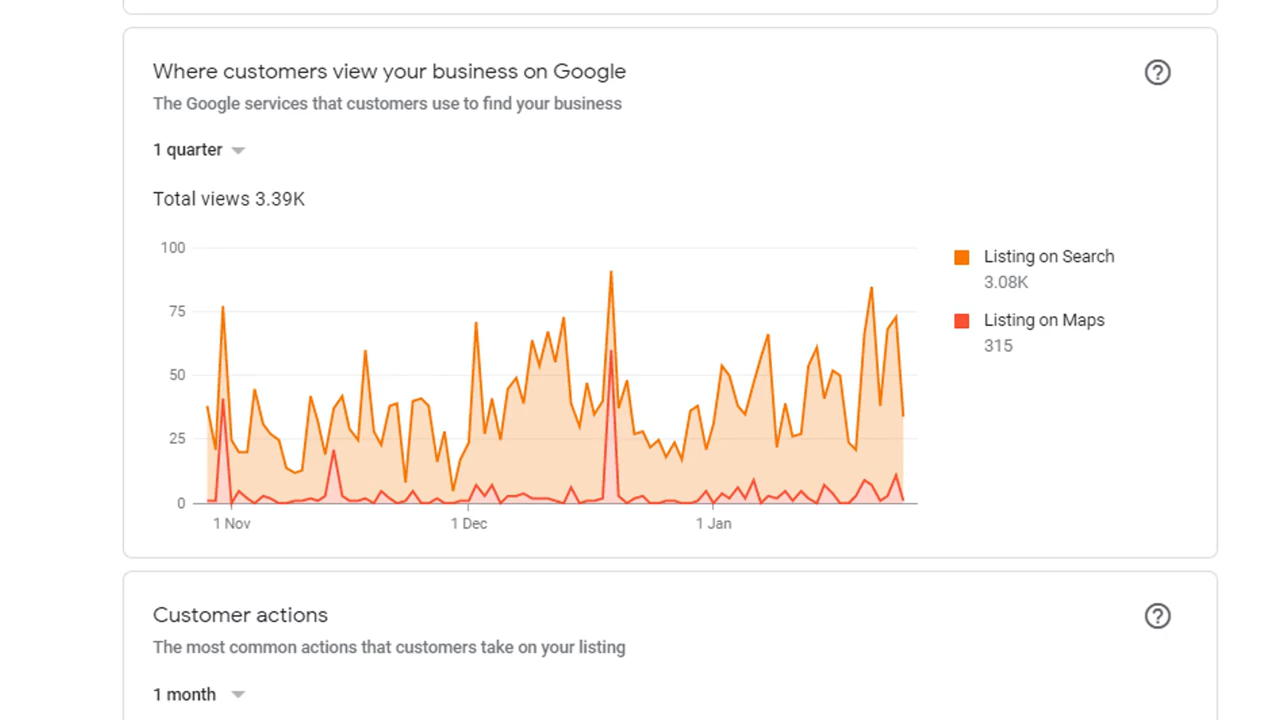 Where customers view your business on Google
The Google services that customers use to find your business
1 quarter
Total views 3.39K
100
75
50
25
0
1 Nov
1 Dec
1 Jan
Listing on Search
3.08K
Listing on Maps
315
Customer actions
The most common actions that customers take on your listing
1 month